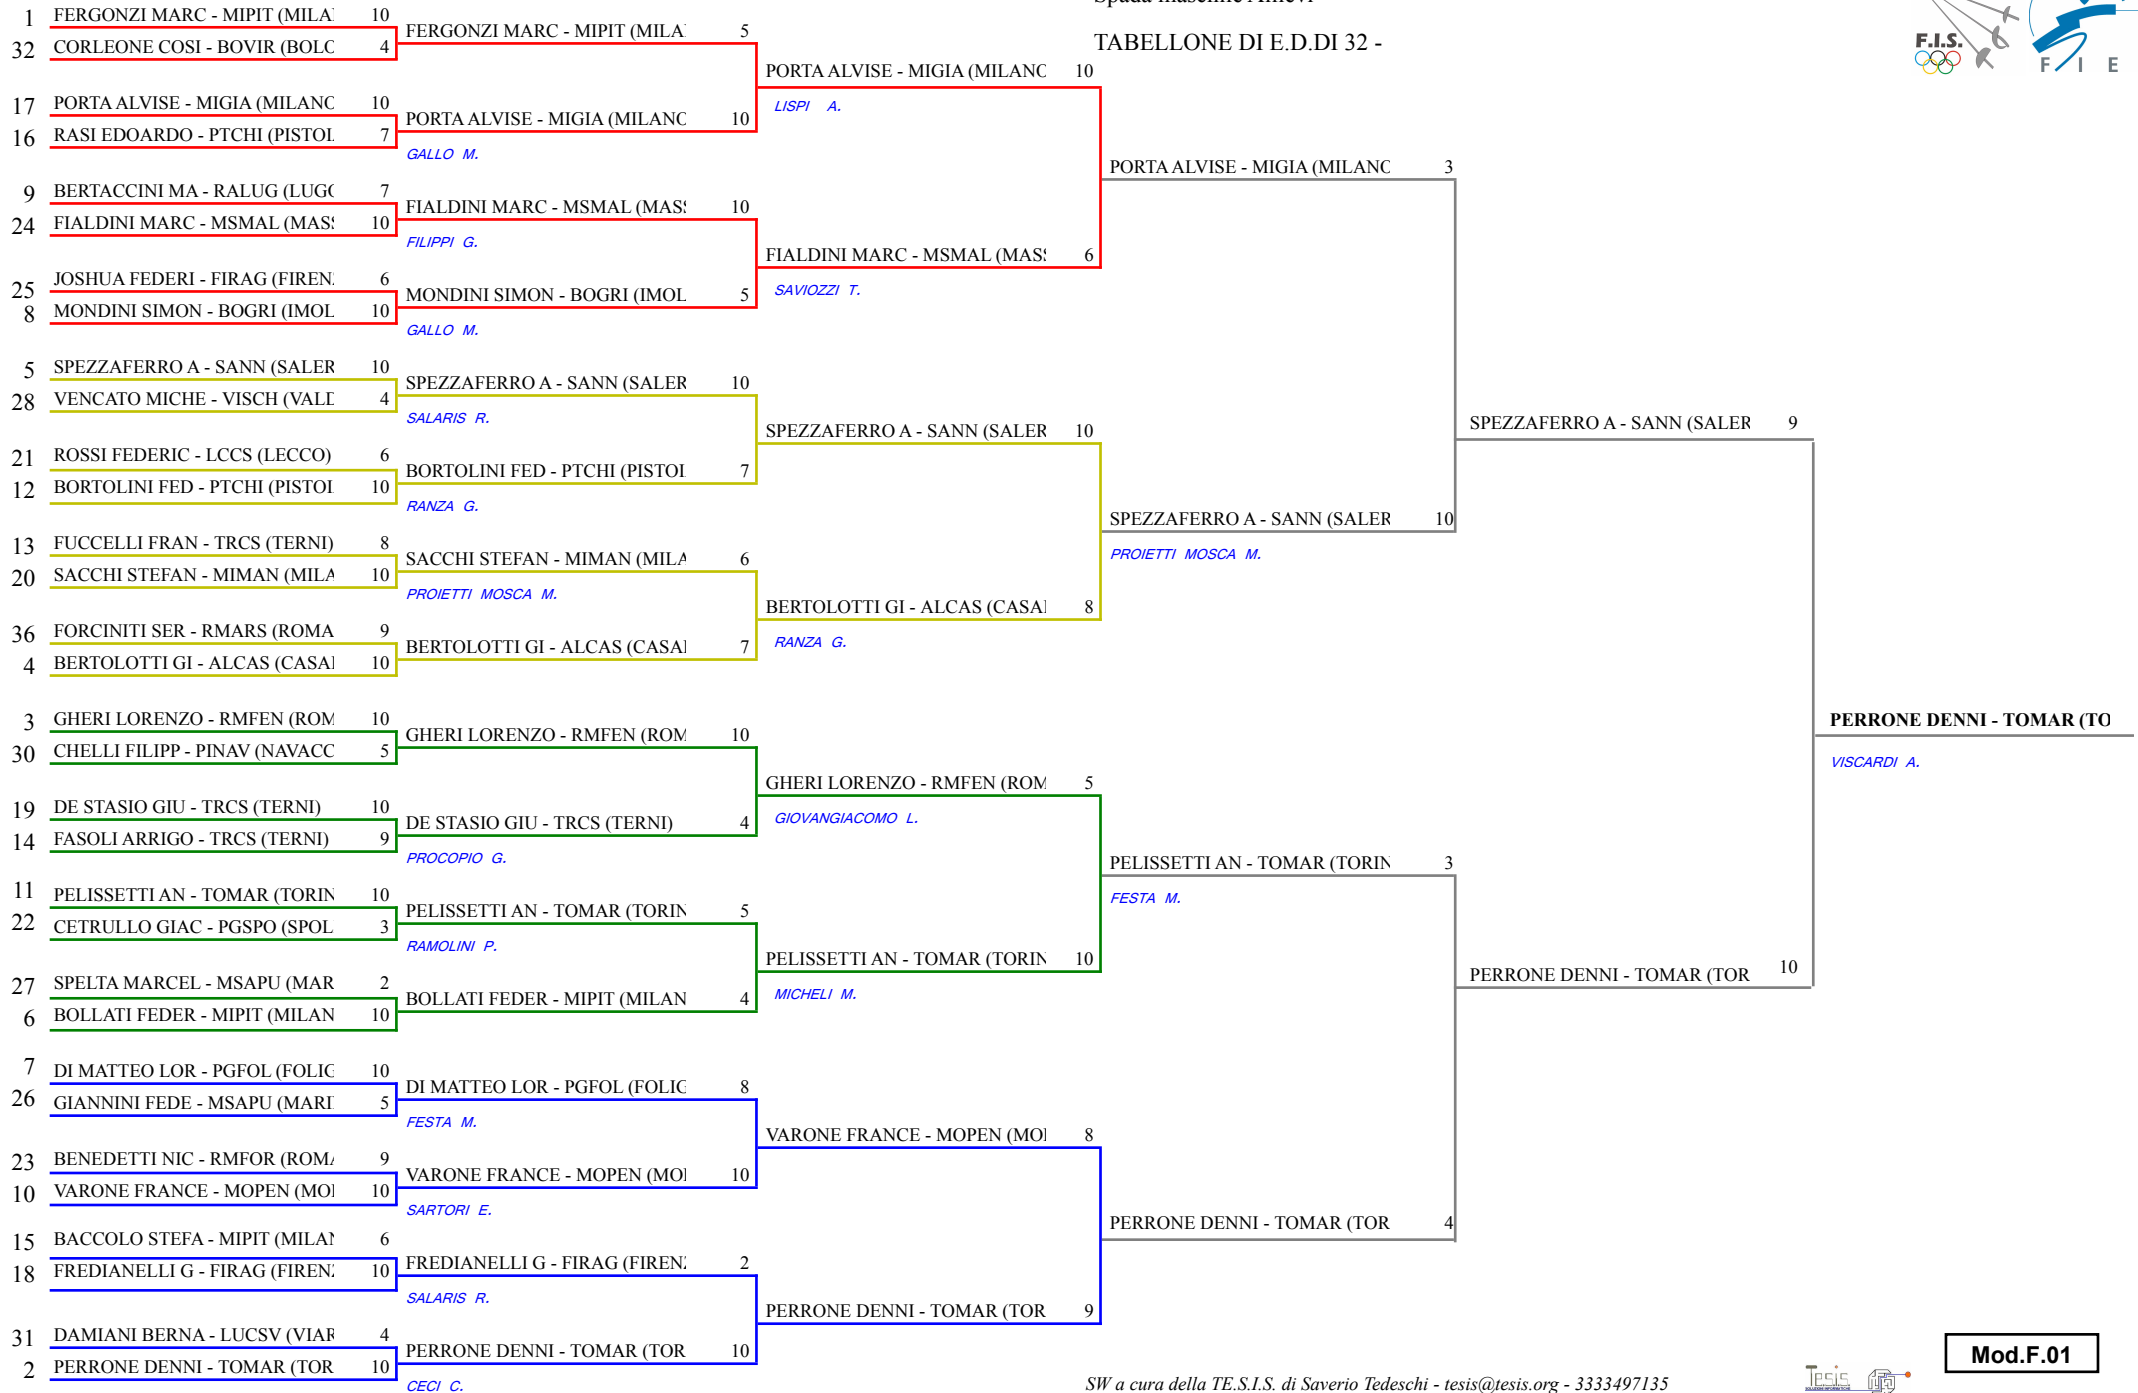 TABELLONE DI E.D.DI 32 -
F.I.S.
F I E
1 FERGONZI MARC - MIPIT (MILA 10
32 CORLEONE COSI - BOVIR (BOLC 4
17 PORTA ALVISE - MIGIA (MILANC 10
16 RASI EDOARDO - PTCHI (PISTOI 7
9 BERTACCINI MA - RALUG (LUGC 7
24 FIALDINI MARC - MSMAL (MAS 10
25 JOSHUA FEDERI - FIRAG (FIREN 6
8 MONDINI SIMON - BOGRI (IMOL 10
5 SPEZZAFERRO A - SANN (SALER 10
28 VENCATO MICHE - VISCH (VALD 4
21 ROSSI FEDERIC - LCCS (LECCO) 6
12 BORTOLINI FED - PTCHI (PISTOI 10
13 FUCCELLI FRAN - TRCS (TERNI) 8
20 SACCHI STEFAN - MIMAN (MILA 10
36 FORCINITI SER - RMARS (ROMA 9
4 BERTOLOTTI GI - ALCAS (CASAI 10
3 GHERI LORENZO - RMFEN (ROM 10
30 CHELLI FILIPP - PINAV (NAVACC 5
19 DE STASIO GIU - TRCS (TERNI) 10
14 FASOLI ARRIGO - TRCS (TERNI) 9
11 PELISSETTI AN - TOMAR (TORIN 10
22 CETRULLO GIAC - PGSPO (SPOL 3
27 SPELTA MARCEL - MSAPU (MAR 2
6 BOLLATI FEDER - MIPIT (MILAN 10
7 DI MATTEO LOR - PGFOL (FOLIG 10
26 GIANNINI FEDE - MSAPU (MARI 5
23 BENEDETTI NIC - RMFOR (ROMA 9
10 VARONE FRANCE - MOPEN (MOI 10
15 BACCOLO STEFA - MIPIT (MILAN 6
18 FREDIANELLI G - FIRAG (FIREN 10
31 DAMIANI BERNA - LUCSV (VIAR 4
2 PERRONE DENNI - TOMAR (TOR 10
FERGONZI MARC - MIPIT (MILA 5
PORTA ALVISE - MIGIA (MILANC 10
GALLO M.
FIALDINI MARC - MSMAL (MAS 10
FILIPPI G.
MONDINI SIMON - BOGRI (IMOL 5
GALLO M.
SPEZZAFERRO A - SANN (SALER 10
SALARIS R.
BORTOLINI FED - PTCHI (PISTOI 7
RANZA G.
SACCHI STEFAN - MIMAN (MILA 6
PROIETTI MOSCA M.
BERTOLOTTI GI - ALCAS (CASAI 7
GHERI LORENZO - RMFEN (ROM 10
DE STASIO GIU - TRCS (TERNI) 4
PROCOPIO G.
PELISSETTI AN - TOMAR (TORIN 5
RAMOLINI P.
BOLLATI FEDER - MIPIT (MILAN 4
DI MATTEO LOR - PGFOL (FOLIG 8
FESTA M.
VARONE FRANCE - MOPEN (MOI 10
SARTORI E.
FREDIANELLI G - FIRAG (FIREN 2
SALARIS R.
PERRONE DENNI - TOMAR (TOR 10
CECI C.
PORTA ALVISE - MIGIA (MILANC 10
LISPI A.
FIALDINI MARC - MSMAL (MAS 6
SAVIOZZI T.
SPEZZAFERRO A - SANN (SALER 10
BERTOLOTTI GI - ALCAS (CASAI 8
RANZA G.
GHERI LORENZO - RMFEN (ROM 5
GIOVANGIACOMO L.
PELISSETTI AN - TOMAR (TORIN 10
MICHELI M.
VARONE FRANCE - MOPEN (MOI 8
PERRONE DENNI - TOMAR (TOR 9
PORTA ALVISE - MIGIA (MILANC 3
SPEZZAFERRO A - SANN (SALER 10
PROIETTI MOSCA M.
PELISSETTI AN - TOMAR (TORIN 3
FESTA M.
PERRONE DENNI - TOMAR (TOR 4
SPEZZAFERRO A - SANN (SALER 9
PERRONE DENNI - TOMAR (TOR 10
PERRONE DENNI - TOMAR (TO
VISCARDI A.
Mod.F.01
SW a cura della TE.S.I.S. di Saverio Tedeschi - tesis@tesis.org - 3333497135
Tesis